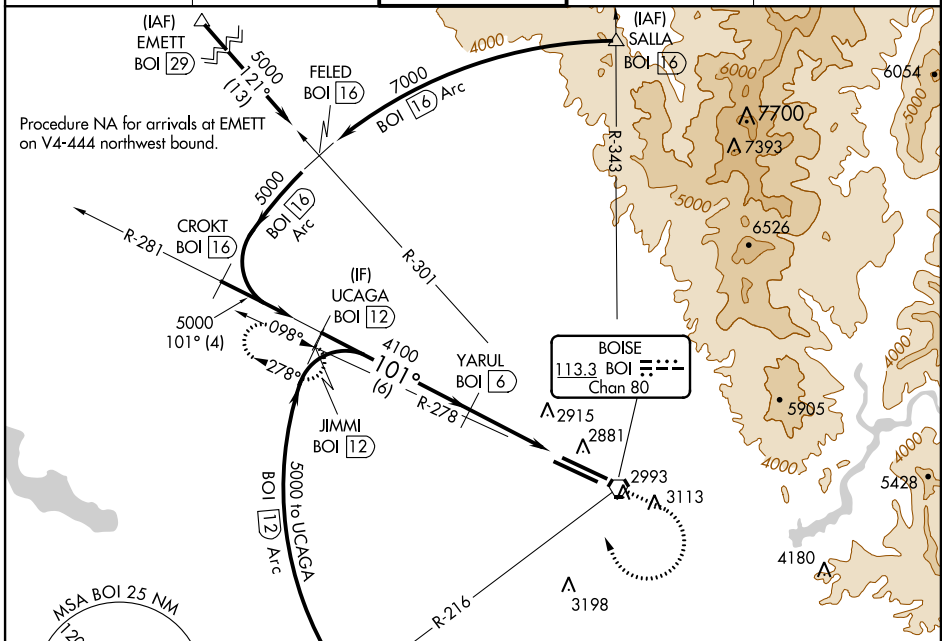 (IAF)
EMETT
BOI 29
5000
121°
(13)
Procedure NA for arrivals at EMETT
on V4-444 northwest bound.
FELED
BOI 16
7000
BOI 16 Arc
4000
(IAF)
SALLA
BOI 16
6000
6054
5000
7700
7393
R-343
5000
6526
5000
BOI 16
Arc
R-281
CROKT
BOI 16
R-301
(IF)
UCAGA
BOI 12
5000
101° (4)
098°
278°
4100
101°
(6)
R-278
YARUL
BOI 6
JIMMI
BOI 12
BOISE
113.3 BOI
Chan 80
4000
5905
2915
2881
4000
2993
3113
5428
4000
5000 to UCAGA
BOI 12 Arc
4180
3198
R-216
MSA BOI 25 NM
120